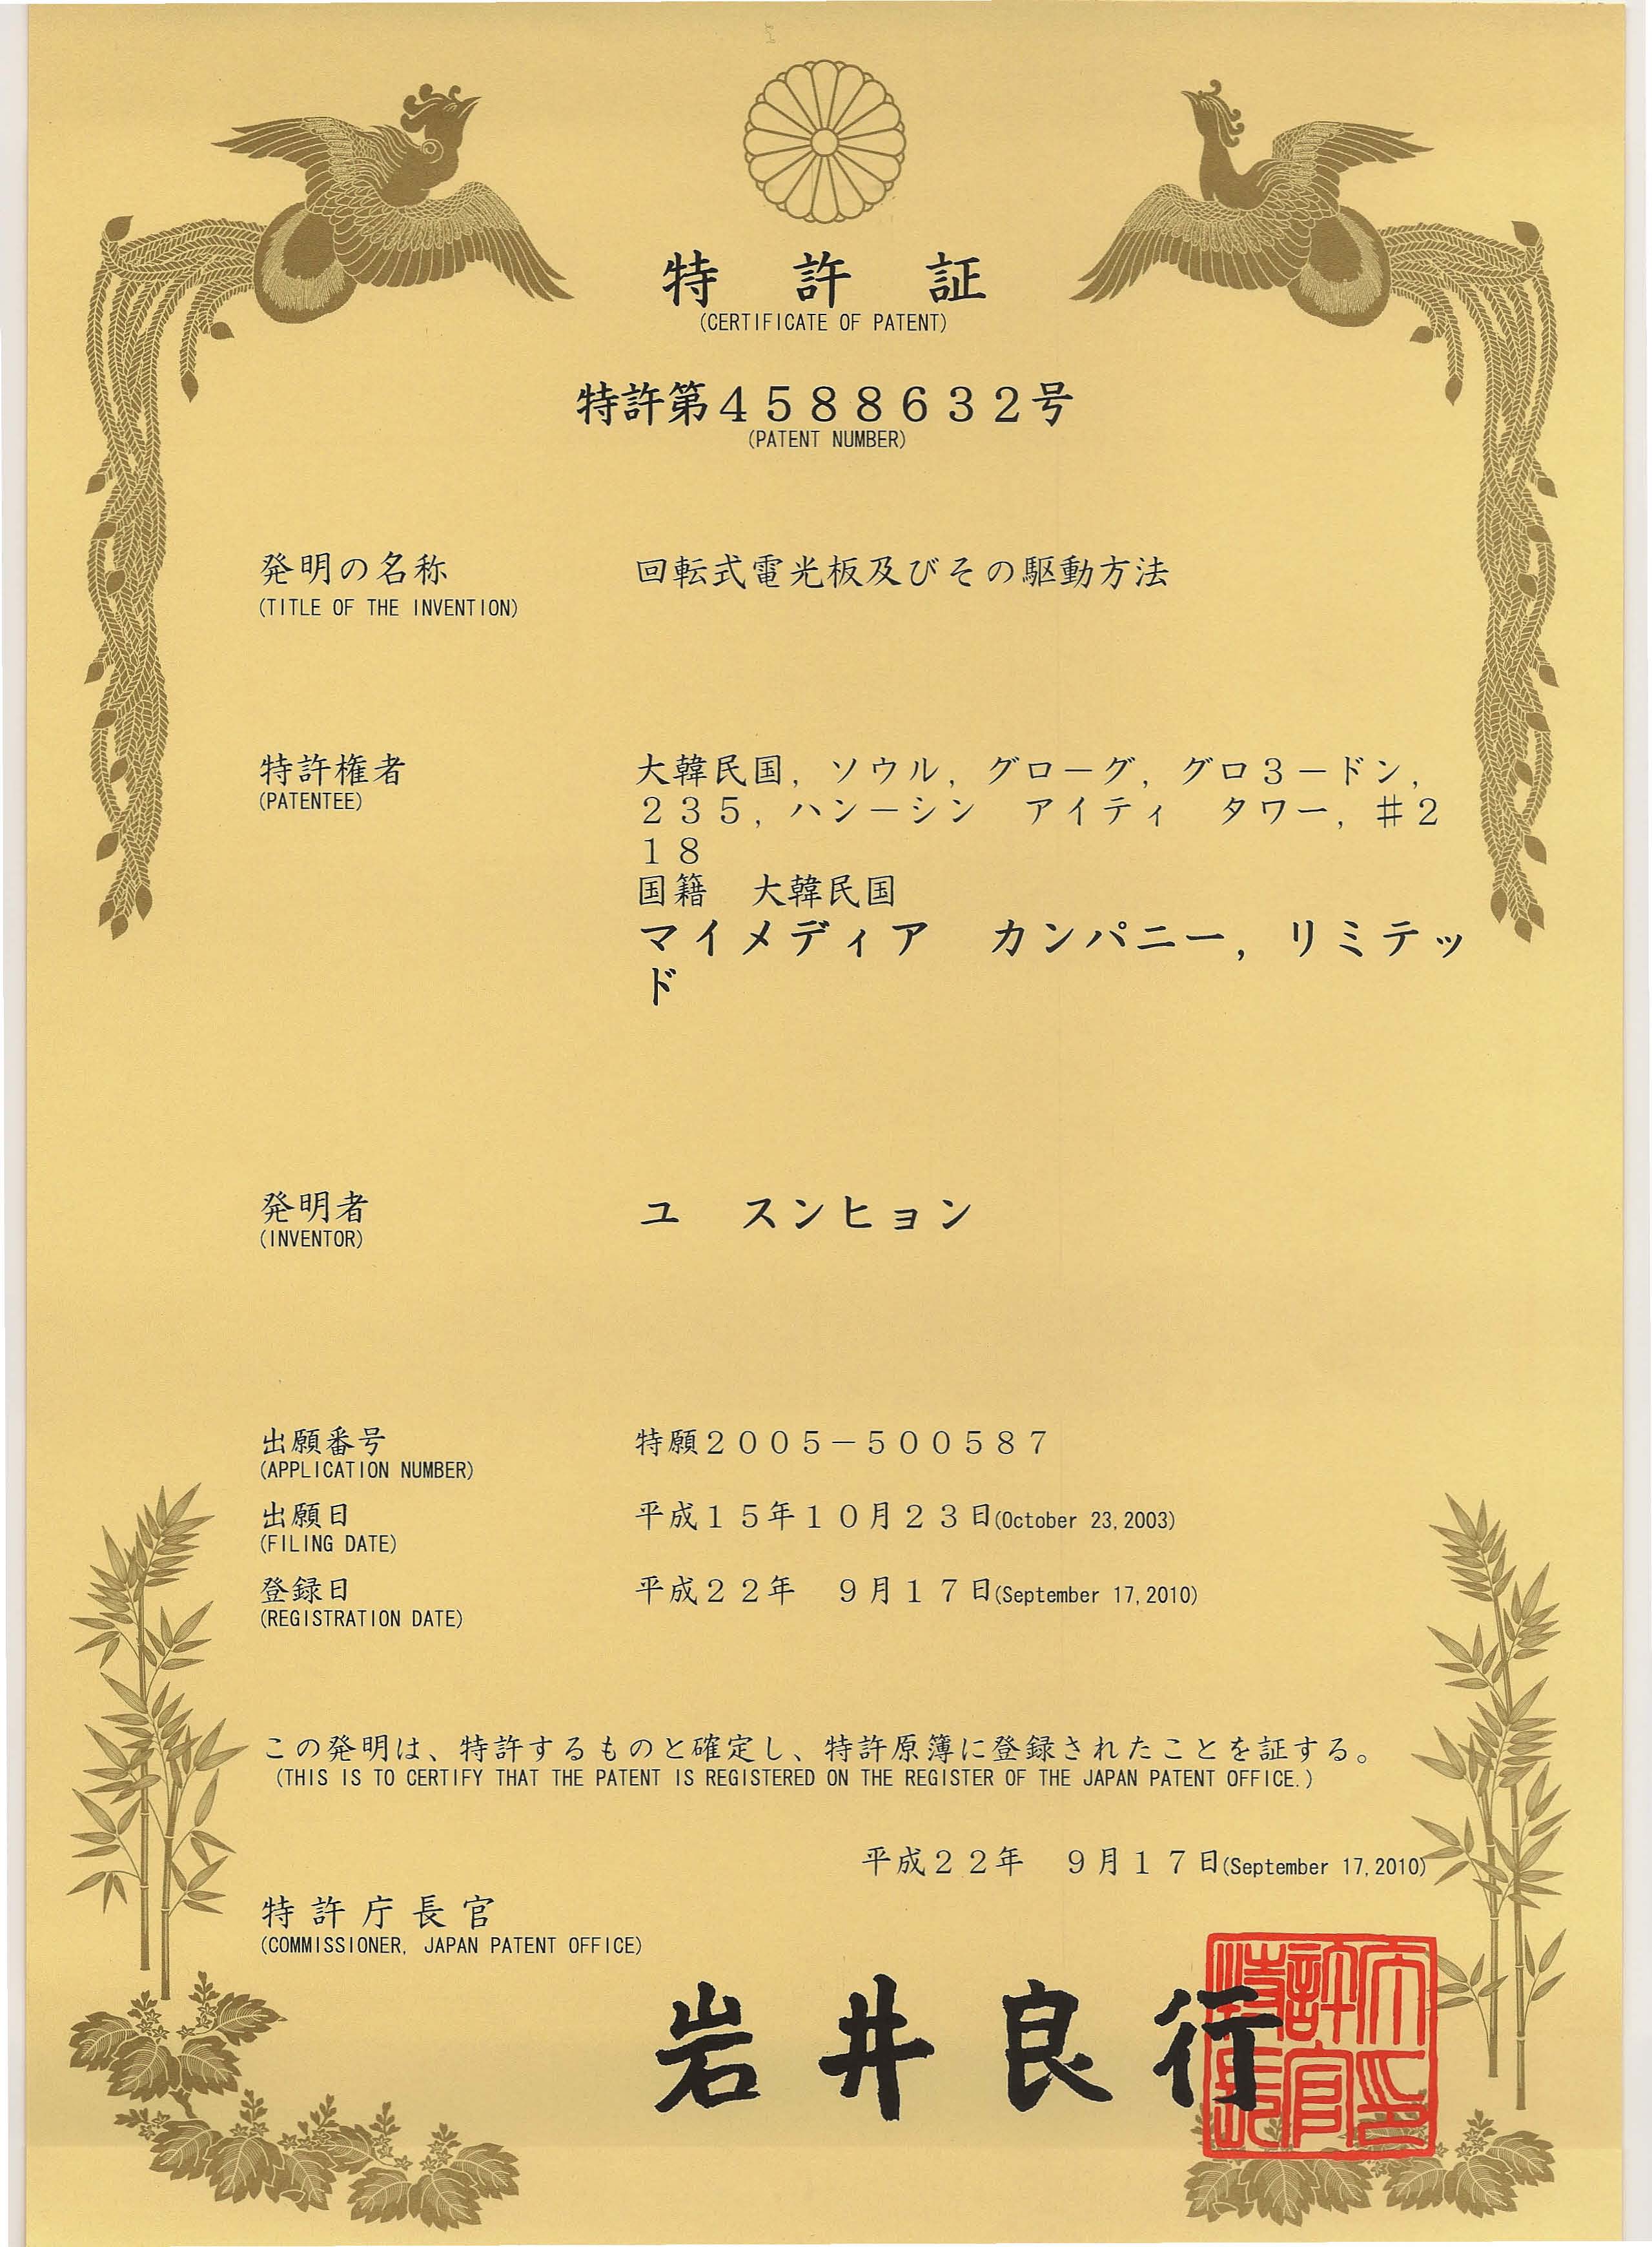 特 許 証
(CERTIFICATE OF PATENT)
特許第4588632号
(PATENT NUMBER)
発明の名称
(TITLE OF THE INVENTION)
回転式電光板及びその駆動方法
特許権者
(PATENTEE)
大韓民国, ソウル, グロ−グ, グロ3−ドン,
235, ハン−シン　アイティ　タワー, #2
18
国籍　大韓民国
マイメディア　カンパニー, リミテッ
ド
発明者
(INVENTOR)
ユ　スンヒョン
出願番号
(APPLICATION NUMBER)
特願2005−500587
出願日
(FILING DATE)
平成15年10月23日(October 23,2003)
登録日
(REGISTRATION DATE)
平成22年　9月17日(September 17,2010)
この発明は、特許するものと確定し、特許原簿に登録されたことを証する。
(THIS IS TO CERTIFY THAT THE PATENT IS REGISTERED ON THE REGISTER OF THE JAPAN PATENT OFFICE.)
平成22年　9月17日(September 17,2010)
特許庁長官
(COMMISSIONER, JAPAN PATENT OFFICE)
岩井良行